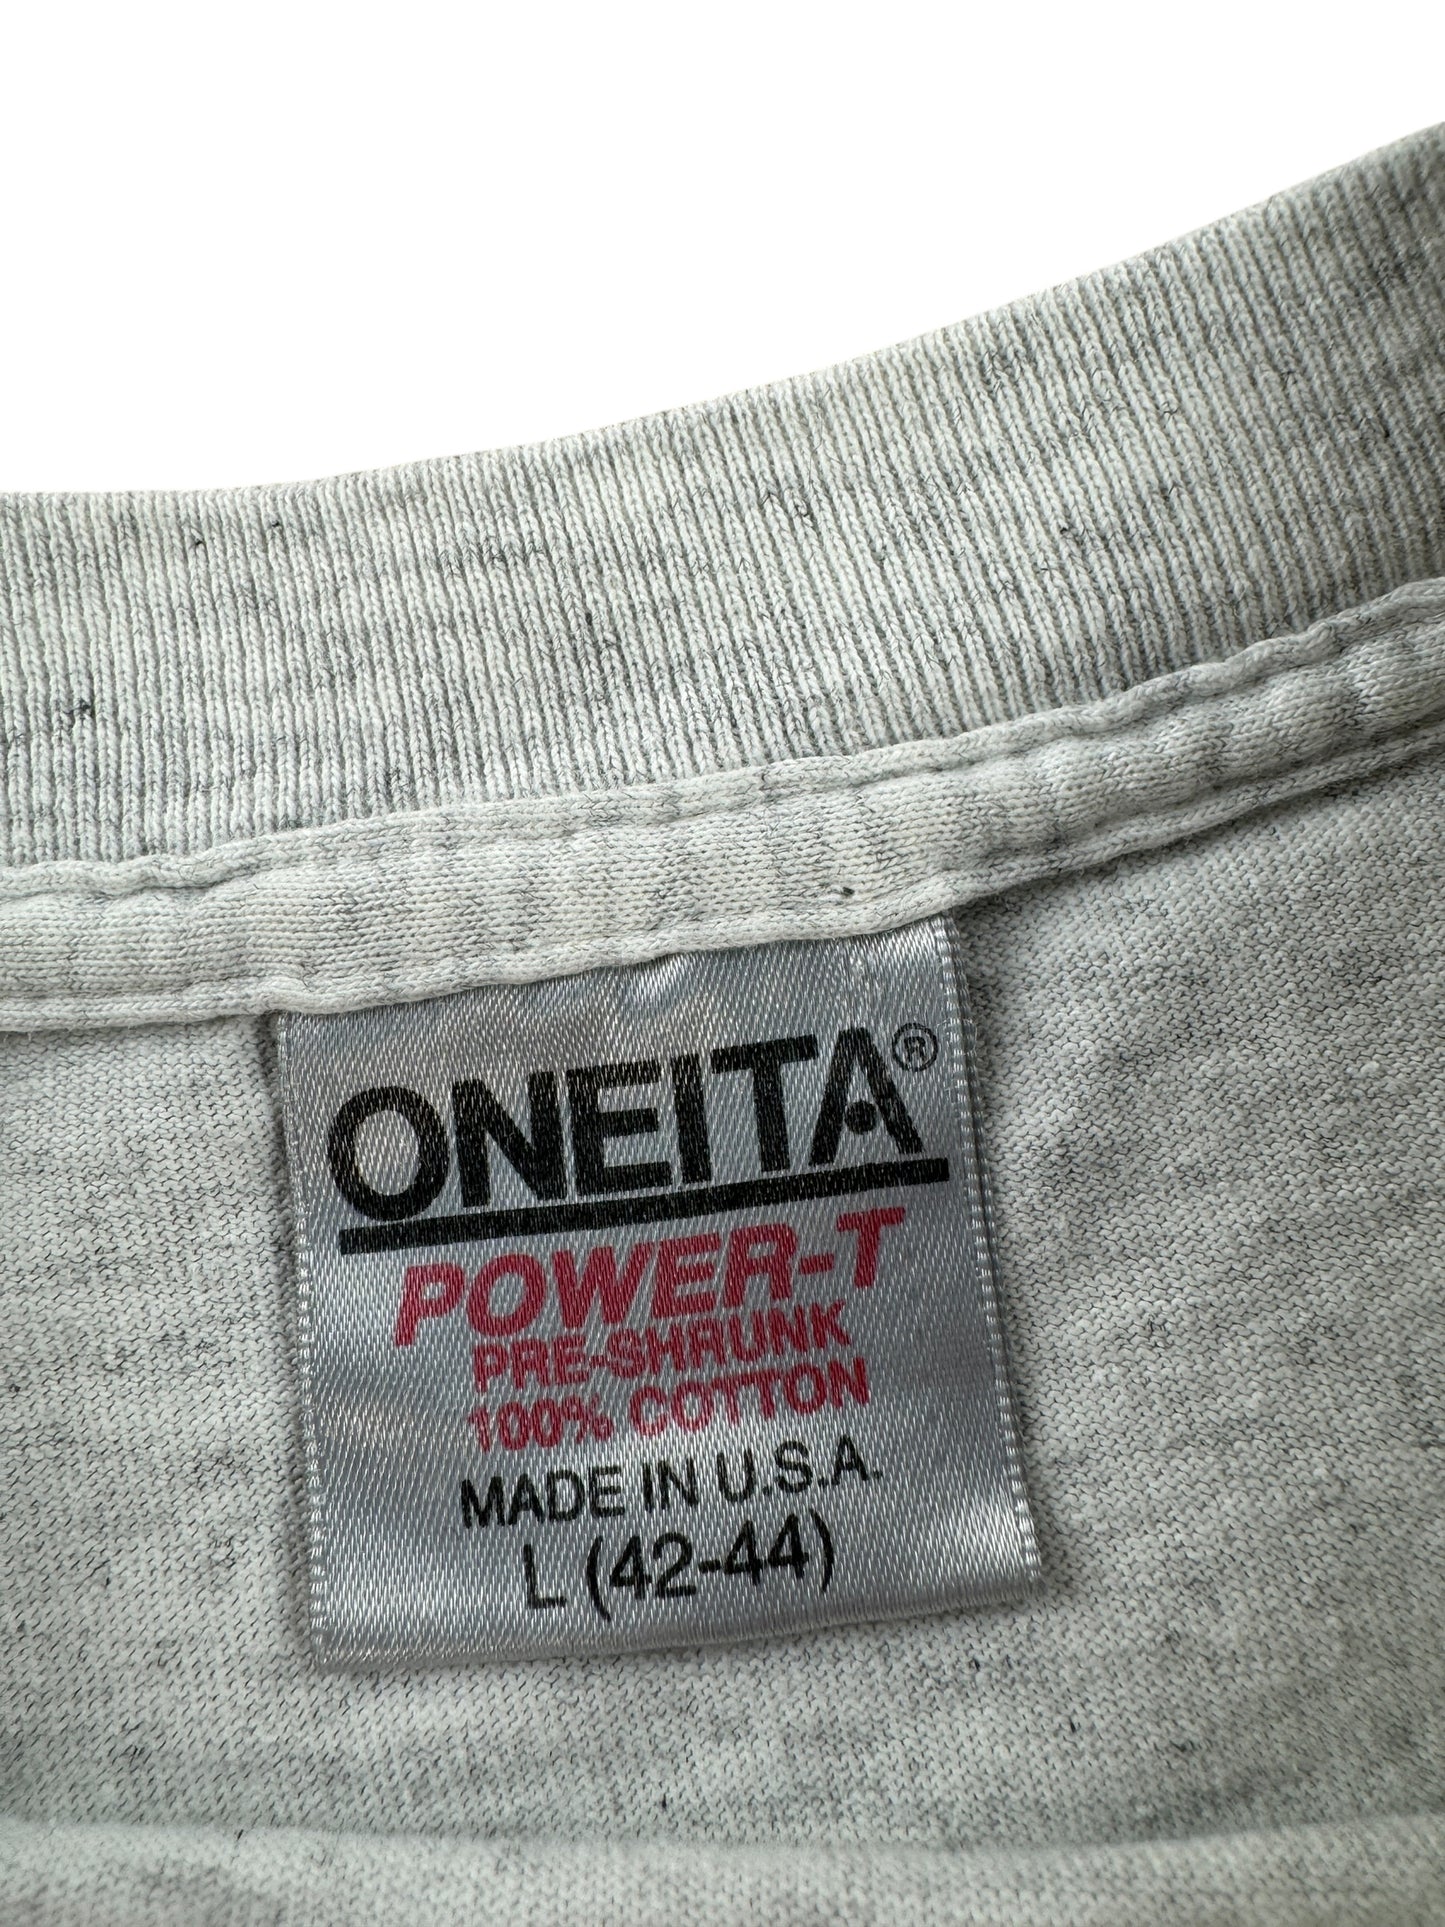 ONEITA®
POWER-T
PRE-SHRUNK
100% COTTON
MADE IN U.S.A.
L (42-44)